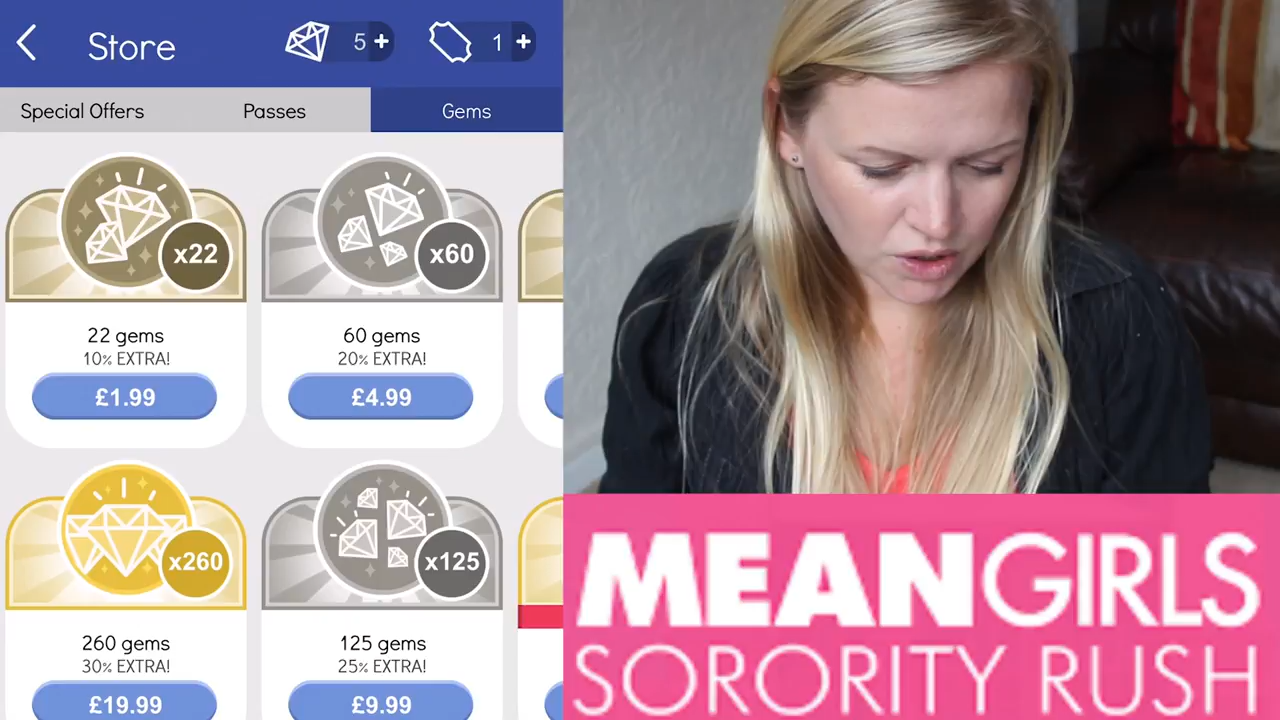 Store
5 +
1 +
Special Offers
Passes
Gems
x22
22 gems
10% EXTRA!
£1.99
x60
60 gems
20% EXTRA!
£4.99
x260
260 gems
30% EXTRA!
£19.99
x125
125 gems
25% EXTRA!
£9.99
MEANGIRLS
SORORITY RUSH